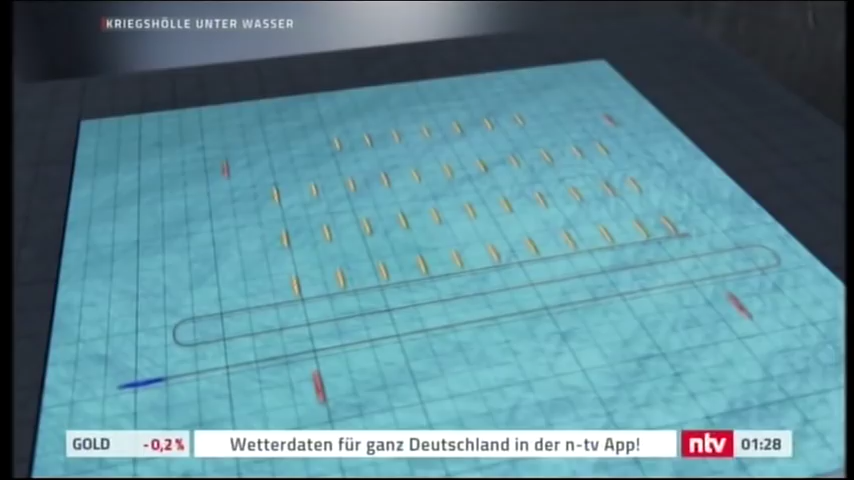 KRIEGSHÖLLE UNTER WASSER
GOLD -0,2% Wetterdaten für ganz Deutschland in der n-tv App! ntv 01:28